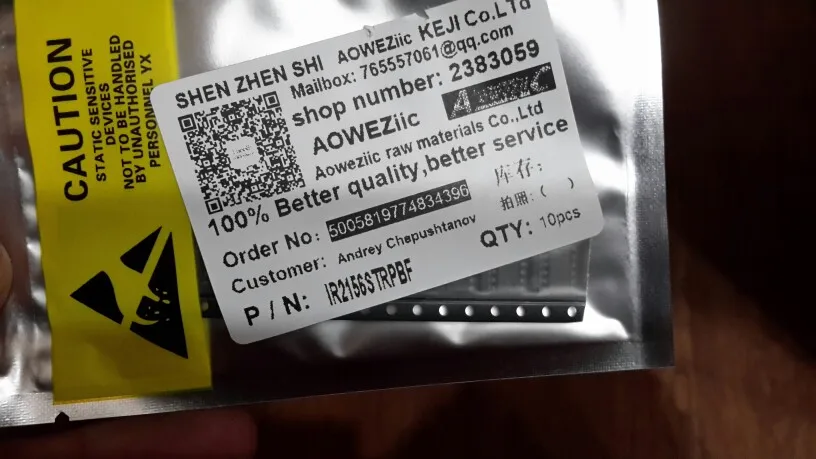 CAUTION
STATIC SENSITIVE
DEVICES
NOT TO BE HANDLED
BY UNAUTHORISED
PERSONNEL YX
SHEN ZHEN SHI AOWEZiic KEJI Co.LTd
Mailbox: 765557061@qq.com
shop number: 2383059
AOWEZiic
Aoweziic raw materials Co.,Ltd
100% Better quality,better service
Order No: 5005819774834396
库存:
Customer: Andrey Chepushtanov
拍照:( )
P / N: IR2156STRPBF
QTY: 10pcs